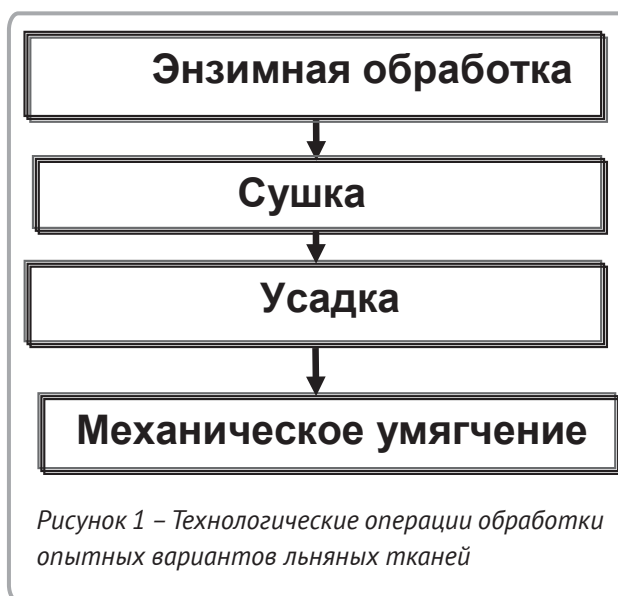 Энзимная обработка
Сушка
Усадка
Механическое умягчение
Рисунок 1 – Технологические операции обработки
опытных вариантов льняных тканей